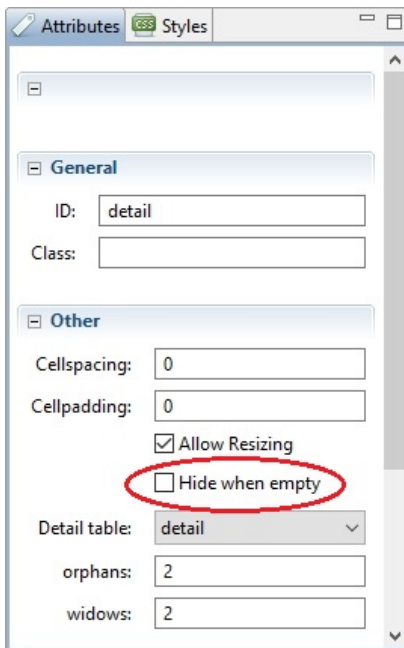 Attributes CSS Styles
General
ID: detail
Class:
Other
Cellspacing: 0
Cellpadding: 0
Allow Resizing
Hide when empty
Detail table: detail
orphans: 2
widows: 2